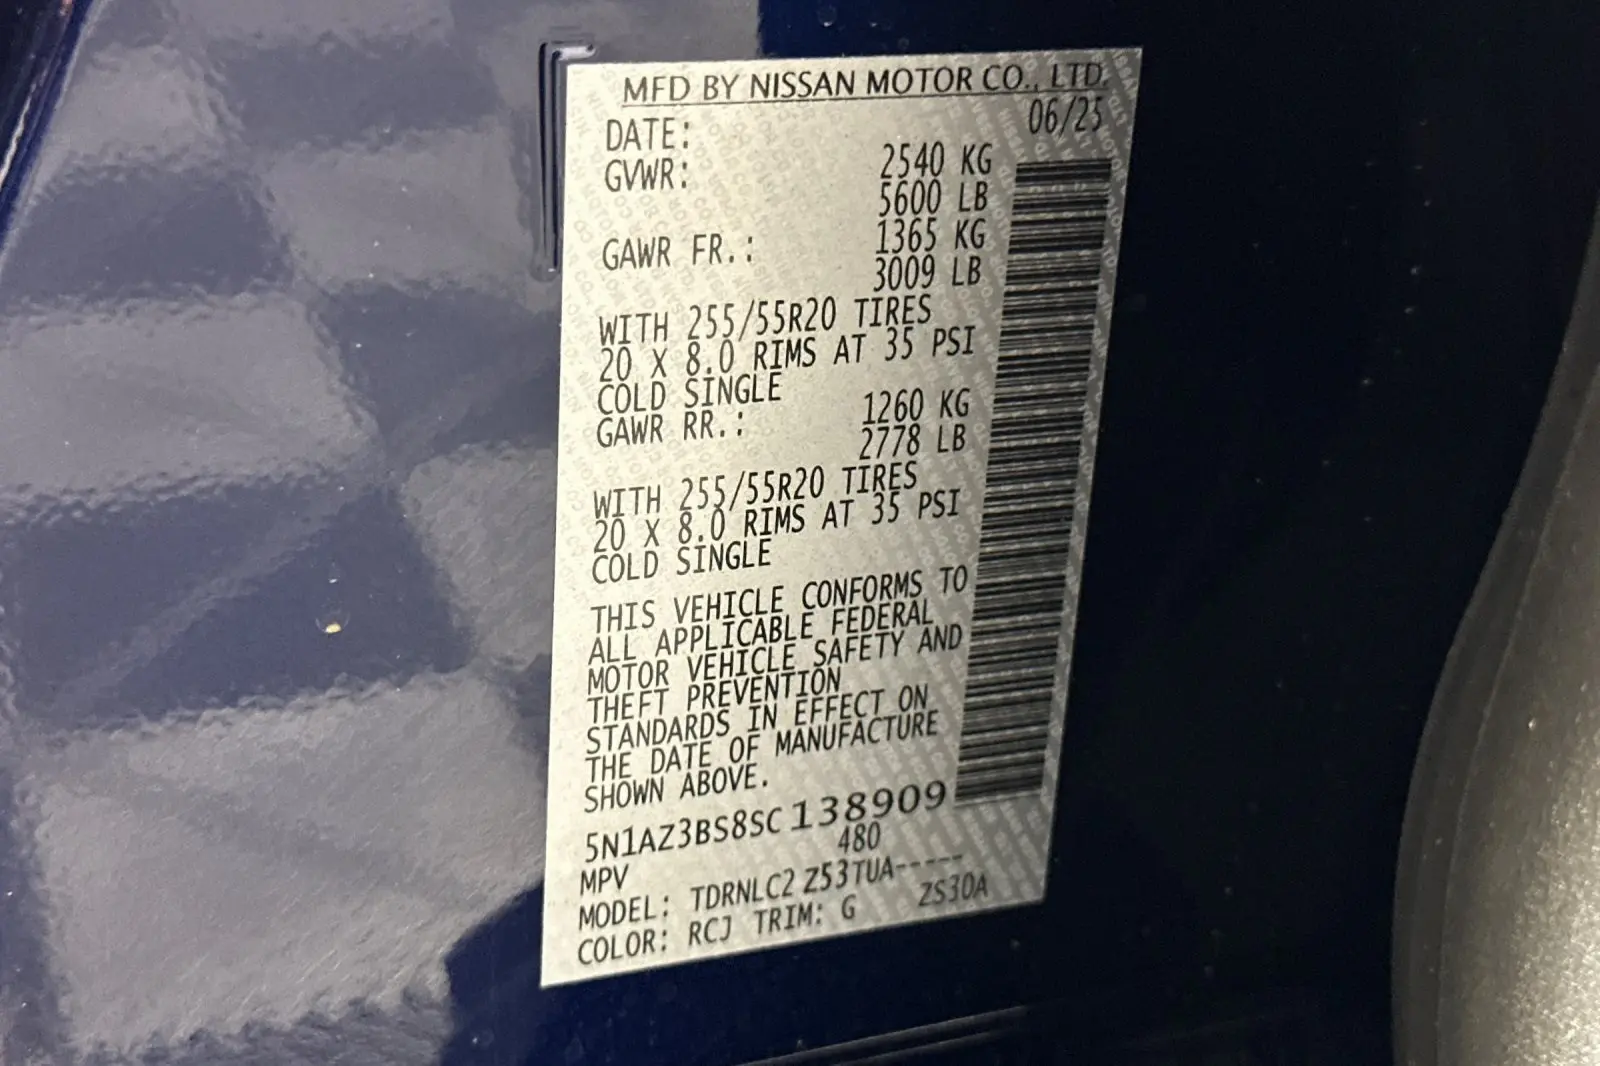 MFD BY NISSAN MOTOR CO., LTD.
DATE: 06/25
GVWR: 2540 KG
5600 LB
GAWR FR.: 1365 KG
3009 LB
WITH 255/55R20 TIRES
20 X 8.0 RIMS AT 35 PSI
COLD SINGLE
GAWR RR.: 1260 KG
2778 LB
WITH 255/55R20 TIRES
20 X 8.0 RIMS AT 35 PSI
COLD SINGLE
THIS VEHICLE CONFORMS TO
ALL APPLICABLE FEDERAL
MOTOR VEHICLE SAFETY AND
THEFT PREVENTION
STANDARDS IN EFFECT ON
THE DATE OF MANUFACTURE
SHOWN ABOVE.
5N1AZ3BS8SC138909
MPV 480
MODEL: TDRNLC2 Z53TUA-----
COLOR: RCJ TRIM: G ZS30A